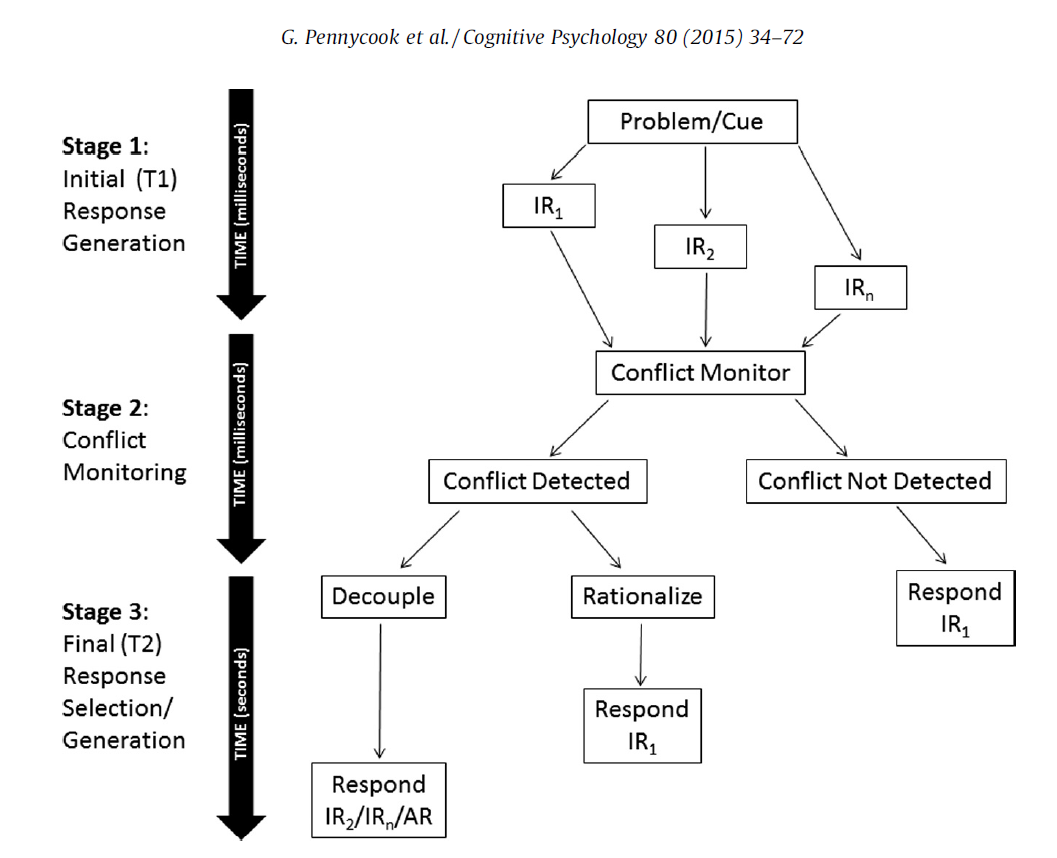 G. Pennycook et al. / Cognitive Psychology 80 (2015) 34–72
Stage 1:
Initial (T1)
Response
Generation
TIME (milliseconds)
Problem/Cue
IR1
IR2
IRn
Stage 2:
Conflict
Monitoring
TIME (milliseconds)
Conflict Monitor
Conflict Detected
Conflict Not Detected
Stage 3:
Final (T2)
Response
Selection/
Generation
TIME (seconds)
Decouple
Rationalize
Respond
IR1
Respond
IR1
Respond
IR2/IRn/AR